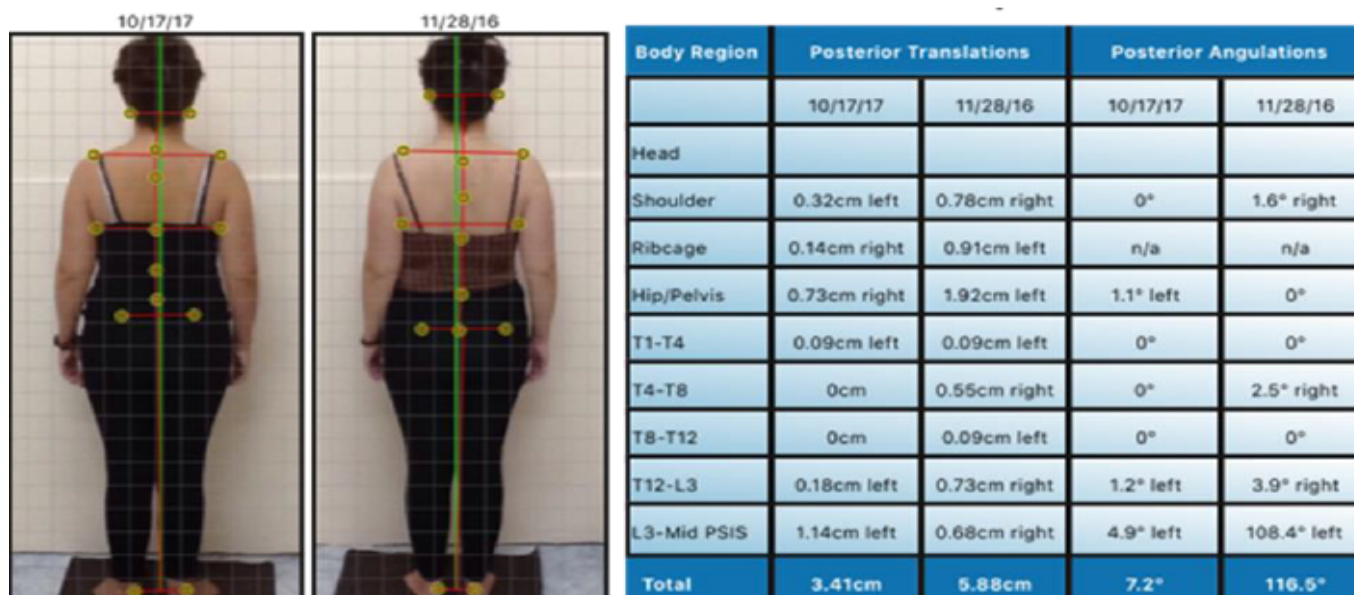 10/17/17
11/28/16
Body Region Posterior Translations Posterior Angulations
10/17/17 11/28/16 10/17/17 11/28/16
Head
Shoulder 0.32cm left 0.78cm right 0° 1.6° right
Ribcage 0.14cm right 0.91cm left n/a n/a
Hip/Pelvis 0.73cm right 1.92cm left 1.1° left 0°
T1-T4 0.09cm left 0.09cm left 0° 0°
T4-T8 0cm 0.55cm right 0° 2.5° right
T8-T12 0cm 0.09cm left 0° 0°
T12-L3 0.18cm left 0.73cm right 1.2° left 3.9° right
L3-Mid PSIS 1.14cm left 0.68cm right 4.9° left 108.4° left
Total 3.41cm 5.88cm 7.2° 116.5°